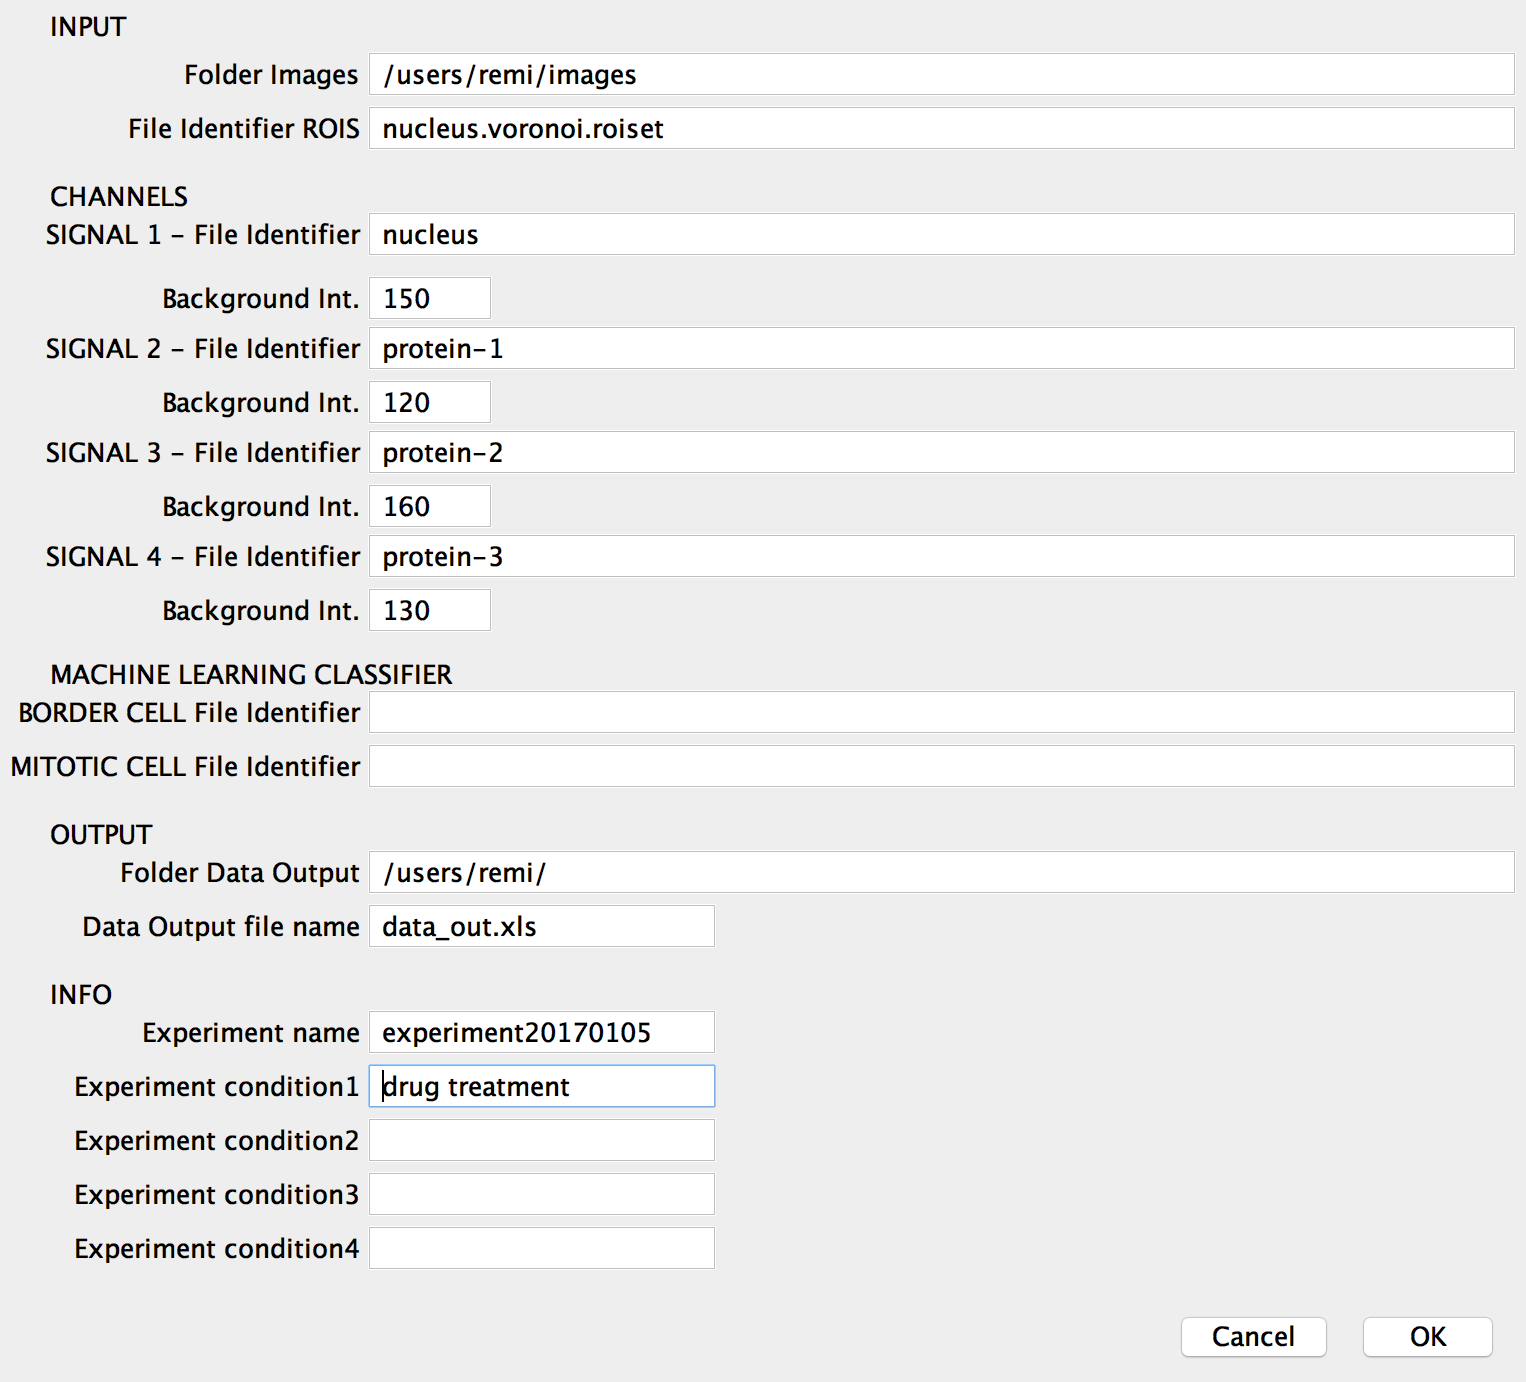 INPUT
Folder Images /users/remi/images
File Identifier ROIS nucleus.voronoi.roiset
CHANNELS
SIGNAL 1 – File Identifier nucleus
Background Int. 150
SIGNAL 2 – File Identifier protein-1
Background Int. 120
SIGNAL 3 – File Identifier protein-2
Background Int. 160
SIGNAL 4 – File Identifier protein-3
Background Int. 130
MACHINE LEARNING CLASSIFIER
BORDER CELL File Identifier
MITOTIC CELL File Identifier
OUTPUT
Folder Data Output /users/remi/
Data Output file name data_out.xls
INFO
Experiment name experiment20170105
Experiment condition1 drug treatment
Experiment condition2
Experiment condition3
Experiment condition4
Cancel OK